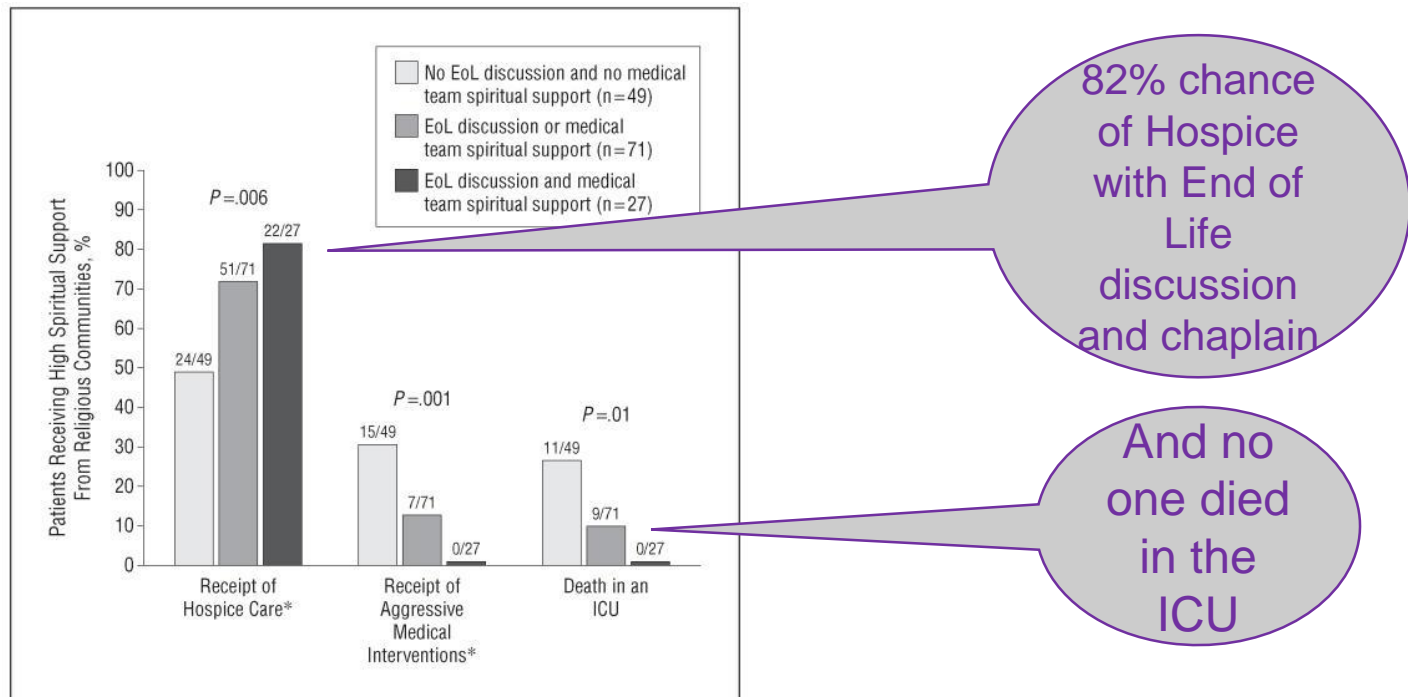 No EoL discussion and no medical
team spiritual support (n=49)
EoL discussion or medical
team spiritual support (n=71)
EoL discussion and medical
team spiritual support (n=27)
Patients Receiving High Spiritual Support
From Religious Communities, %
100
90
80
70
60
50
40
30
20
10
0
P=.006
24/49
51/71
22/27
P=.001
15/49
7/71
0/27
P=.01
11/49
9/71
0/27
Receipt of
Hospice Care*
Receipt of
Aggressive
Medical
Interventions*
Death in an
ICU
82% chance
of Hospice
with End of
Life
discussion
and chaplain
And no
one died
in the
ICU